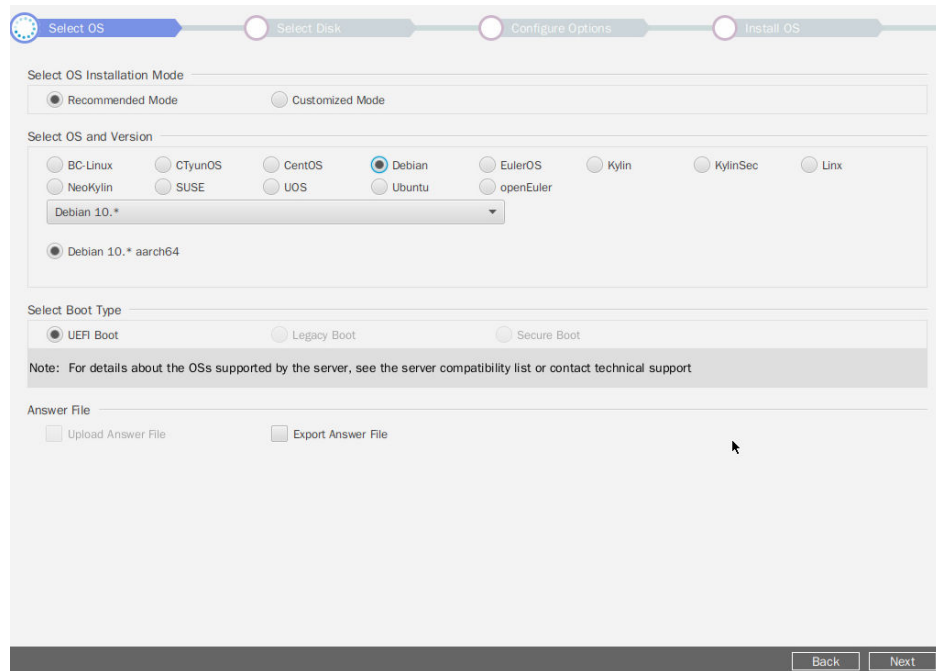 Select OS Select Disk Configure Options Install OS
Select OS Installation Mode
Recommended Mode Customized Mode
Select OS and Version
BC-Linux CTyunOS CentOS Debian EulerOS Kylin KylinSec Linx
NeoKylin SUSE UOS Ubuntu openEuler
Debian 10.*
Debian 10.* aarch64
Select Boot Type
UEFI Boot Legacy Boot Secure Boot
Note: For details about the OSs supported by the server, see the server compatibility list or contact technical support
Answer File
Upload Answer File Export Answer File
Back Next